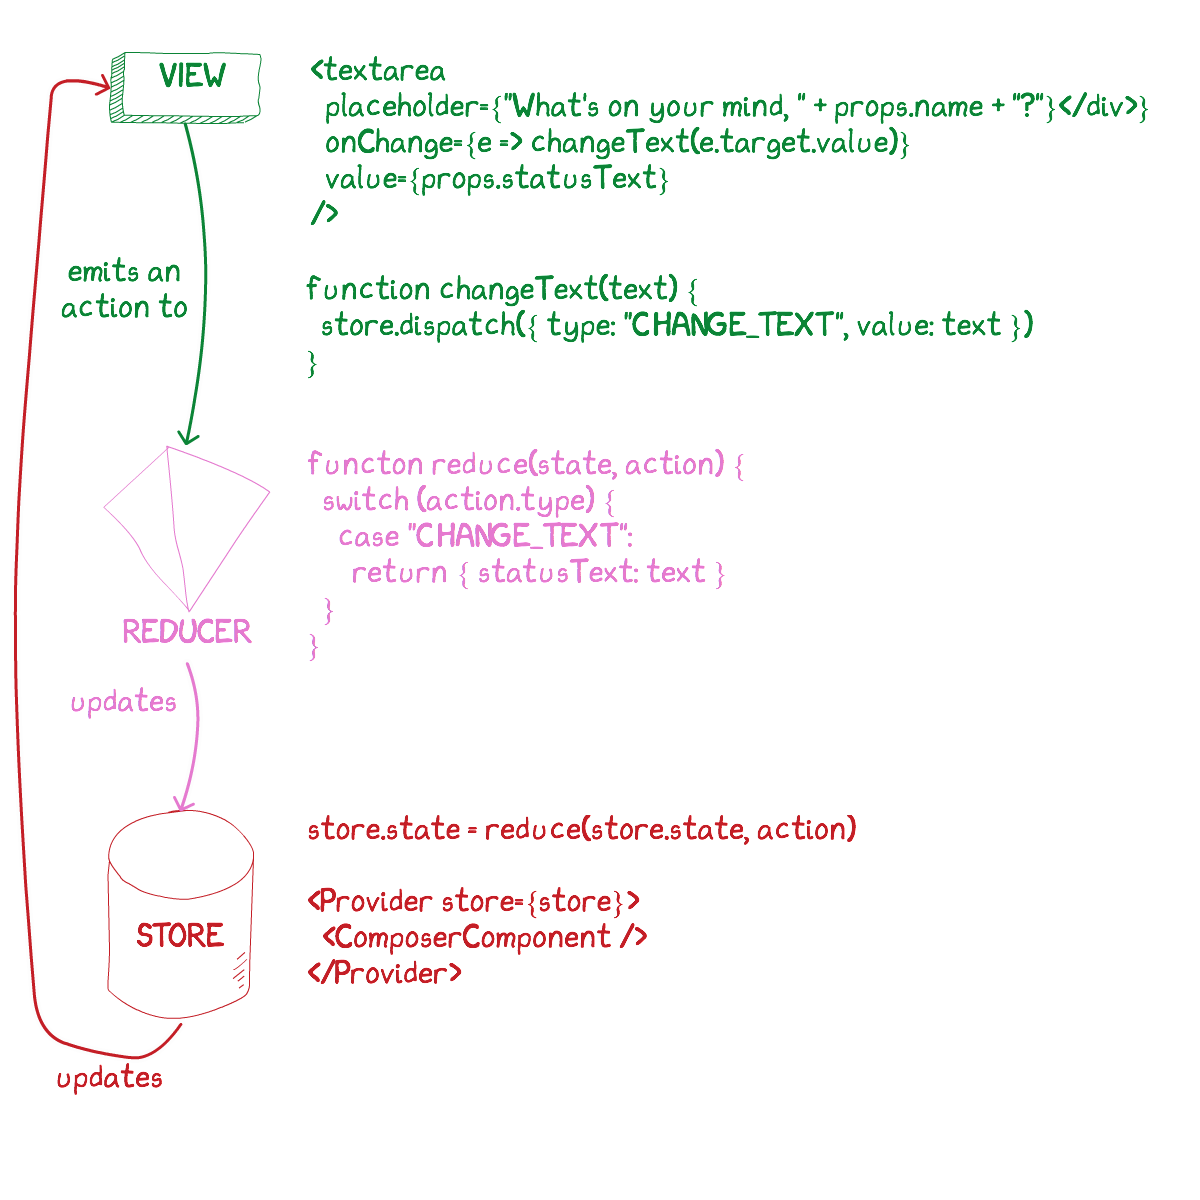 VIEW
<textarea
placeholder={"What's on your mind, " + props.name + "?"}</div>}
onChange={e => changeText(e.target.value)}
value={props.statusText}
/>
emits an
action to
function changeText(text) {
store.dispatch({ type: "CHANGE_TEXT", value: text })
}
functon reduce(state, action) {
switch (action.type) {
case "CHANGE_TEXT":
return { statusText: text }
}
}
REDUCER
updates
store.state = reduce(store.state, action)
<Provider store={store}>
<ComposerComponent />
</Provider>
STORE
updates